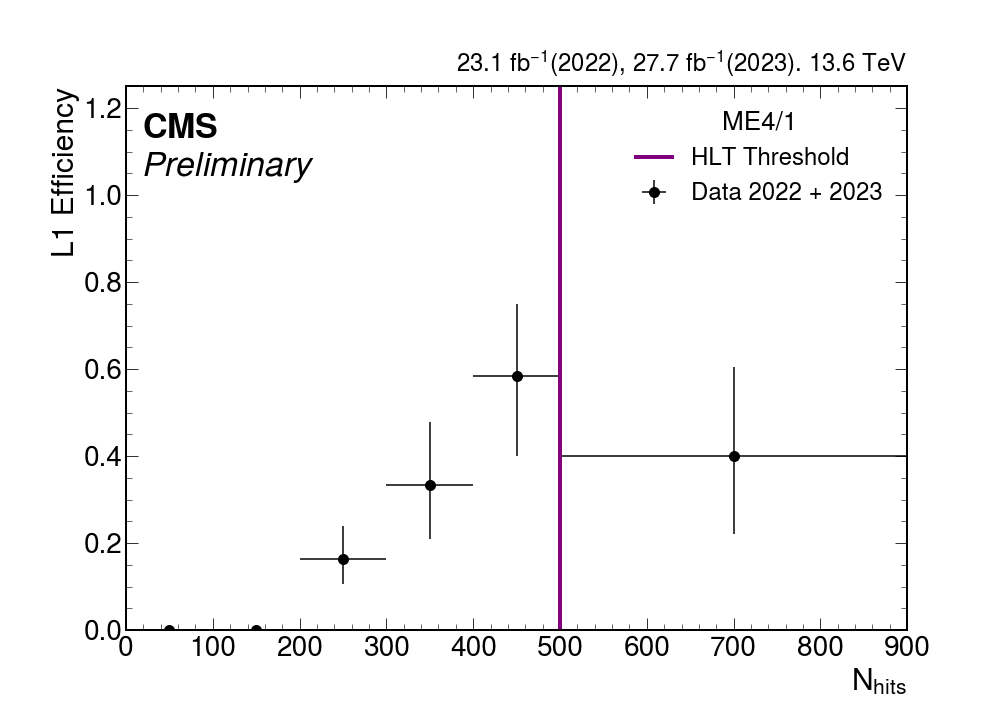 23.1 fb⁻¹(2022), 27.7 fb⁻¹(2023). 13.6 TeV
CMS
Preliminary
ME4/1
HLT Threshold
Data 2022 + 2023
L1 Efficiency
1.2
1.0
0.8
0.6
0.4
0.2
0.0
0 100 200 300 400 500 600 700 800 900
N_hits